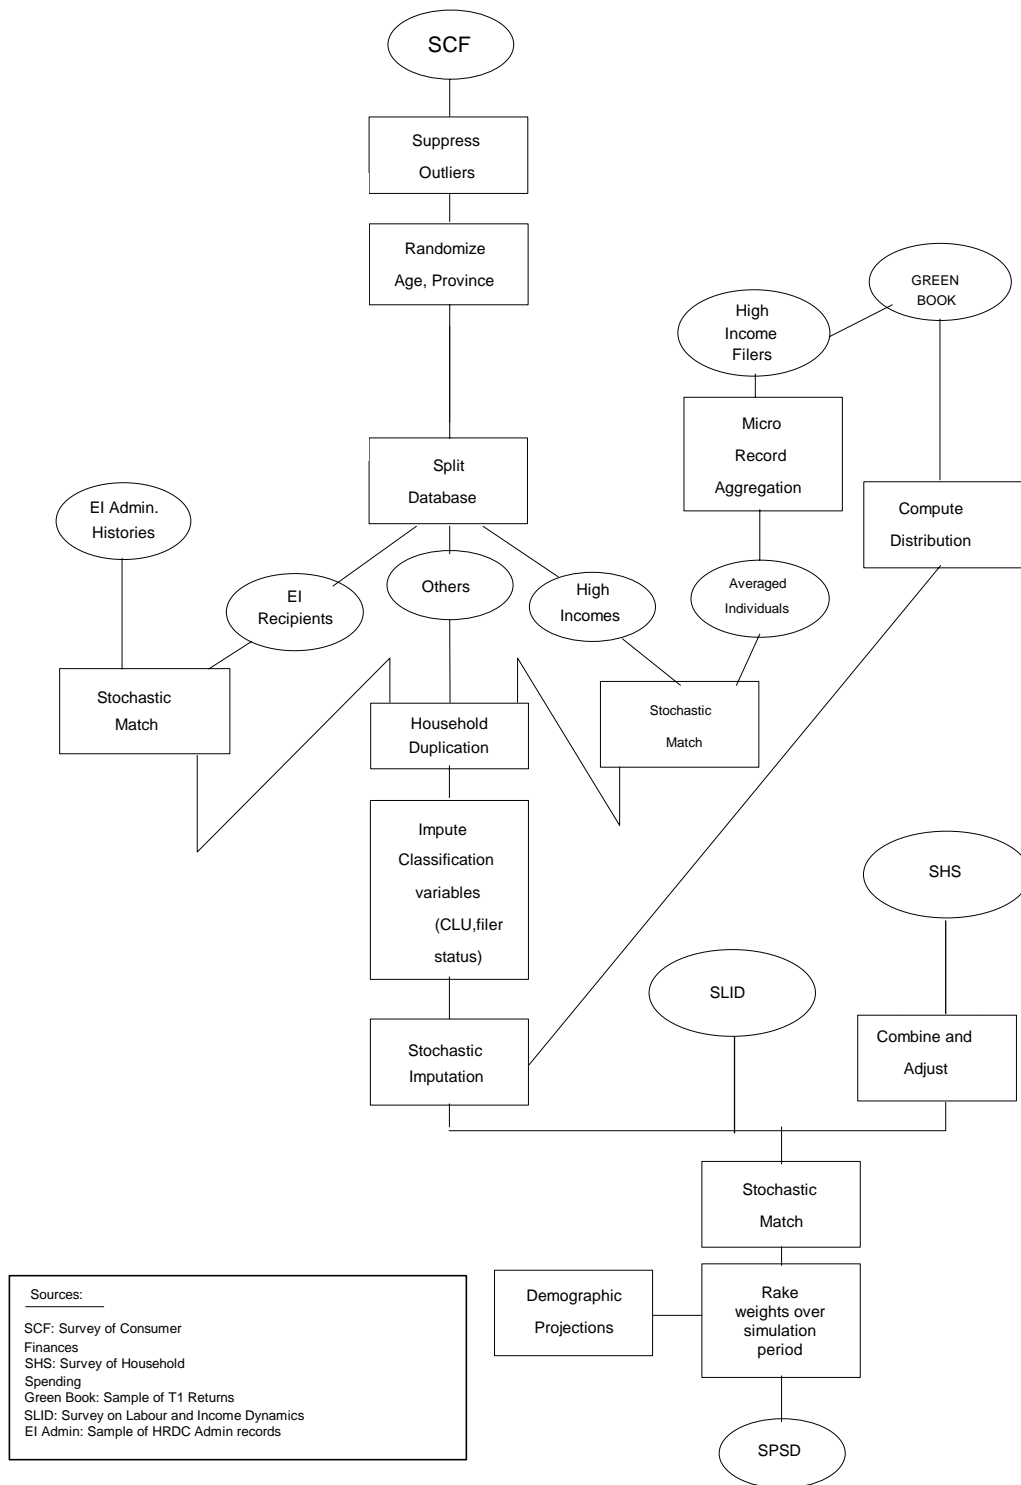 SCF
Suppress
Outliers
Randomize
Age, Province
GREEN
BOOK
High
Income
Filers
Micro
Record
Aggregation
Split
Database
EI Admin.
Histories
Compute
Distribution
EI
Recipients
Others
High
Incomes
Averaged
Individuals
Stochastic
Match
Household
Duplication
Stochastic
Match
Impute
Classification
variables
(CLU,filer
status)
SHS
SLID
Stochastic
Imputation
Combine and
Adjust
Stochastic
Match
Demographic
Projections
Rake
weights over
simulation
period
SPSD
Sources:
SCF: Survey of Consumer
Finances
SHS: Survey of Household
Spending
Green Book: Sample of T1 Returns
SLID: Survey on Labour and Income Dynamics
EI Admin: Sample of HRDC Admin records